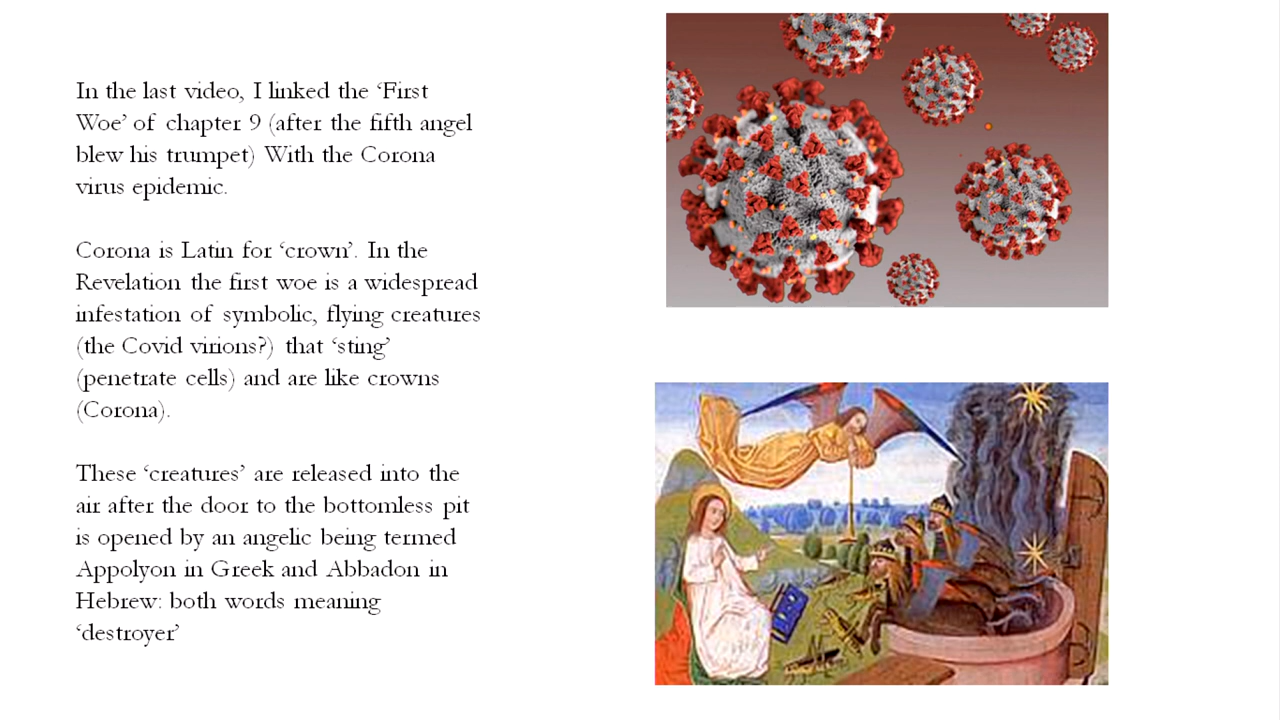 In the last video, I linked the ‘First
Woe’ of chapter 9 (after the fifth angel
blew his trumpet) With the Corona
virus epidemic.
Corona is Latin for ‘crown’. In the
Revelation the first woe is a widespread
infestation of symbolic, flying creatures
(the Covid virions?) that ‘sting’
(penetrate cells) and are like crowns
(Corona).
These ‘creatures’ are released into the
air after the door to the bottomless pit
is opened by an angelic being termed
Appolyon in Greek and Abbadon in
Hebrew: both words meaning
‘destroyer’